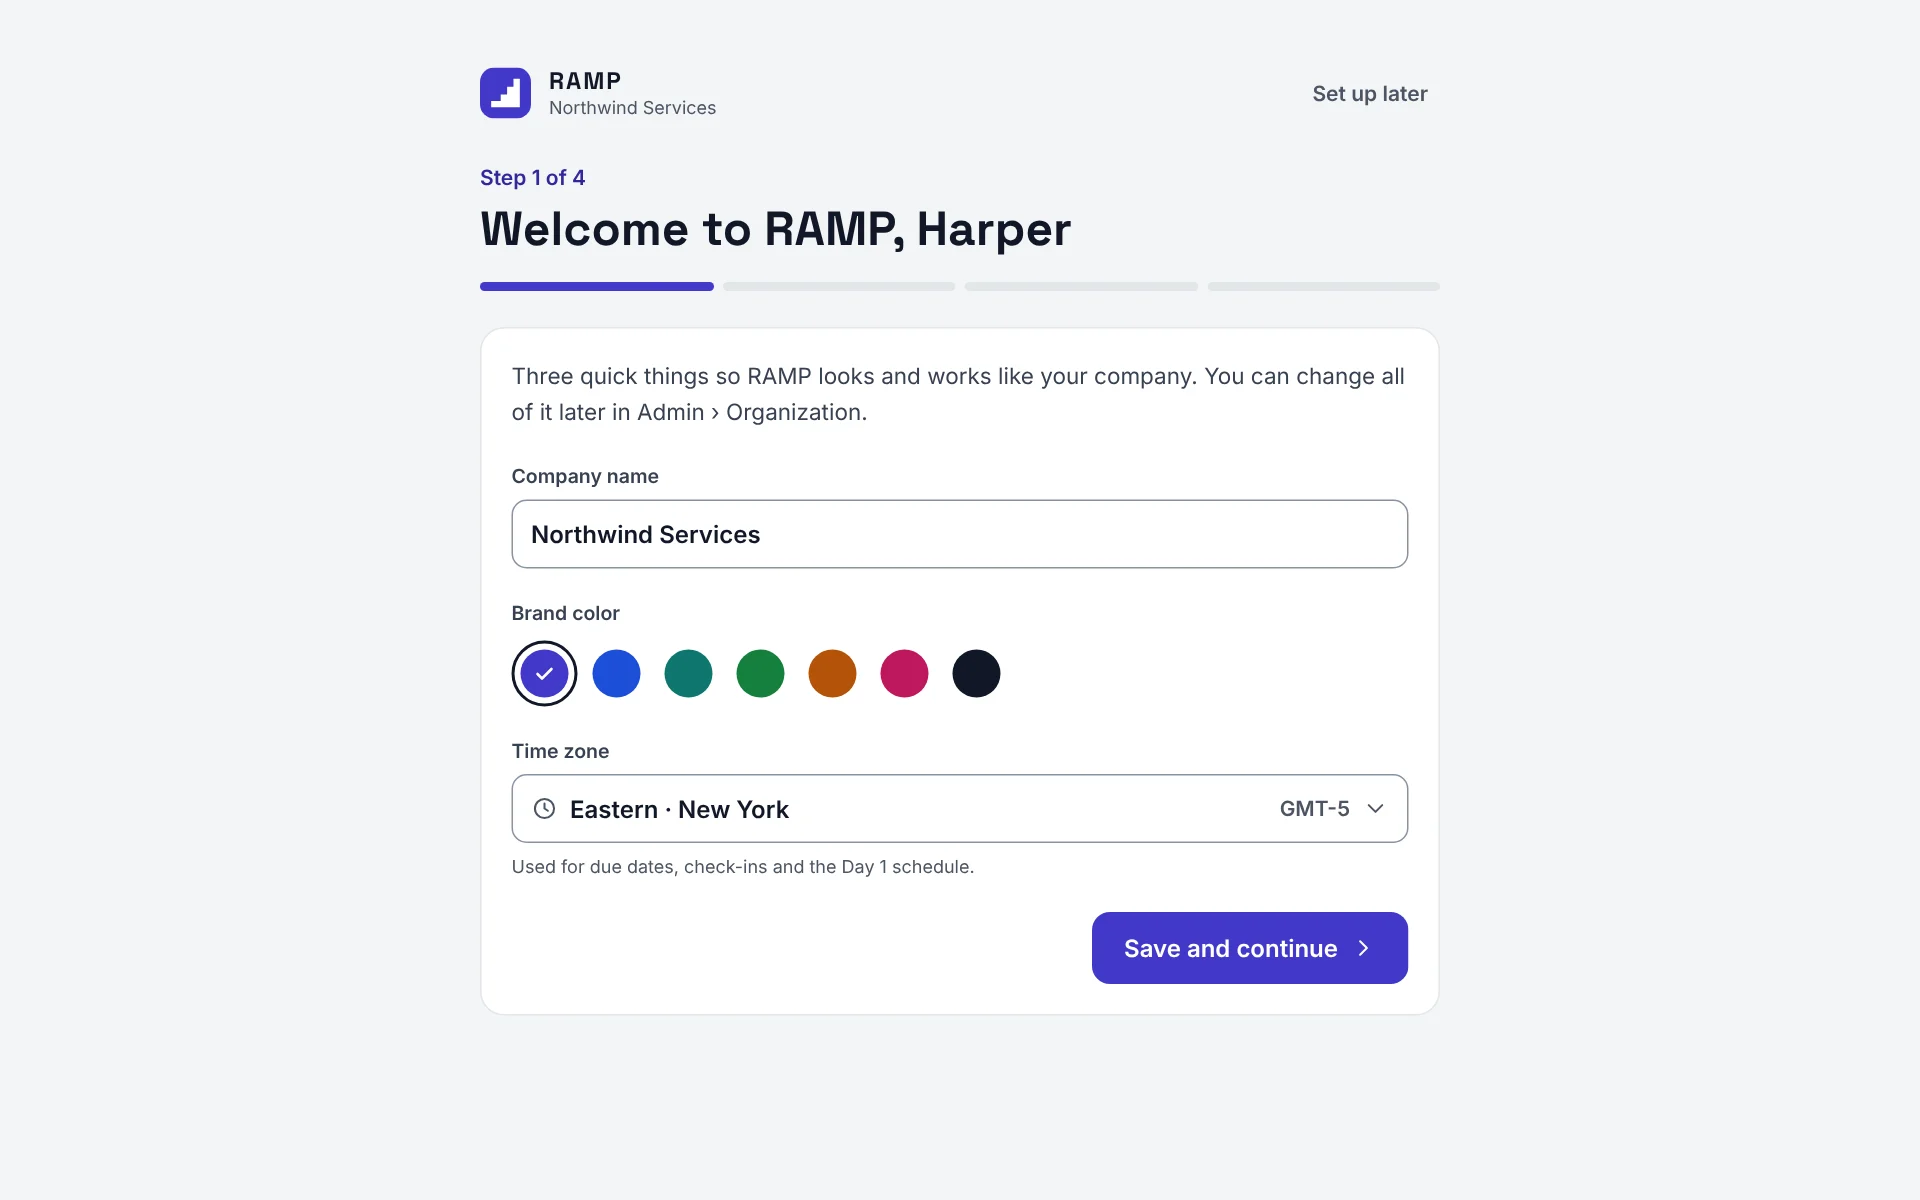 RAMP
Northwind Services
Set up later
Step 1 of 4
Welcome to RAMP, Harper
Three quick things so RAMP looks and works like your company. You can change all
of it later in Admin › Organization.
Company name
Northwind Services
Brand color
Time zone
Eastern · New York
GMT-5
Used for due dates, check-ins and the Day 1 schedule.
Save and continue